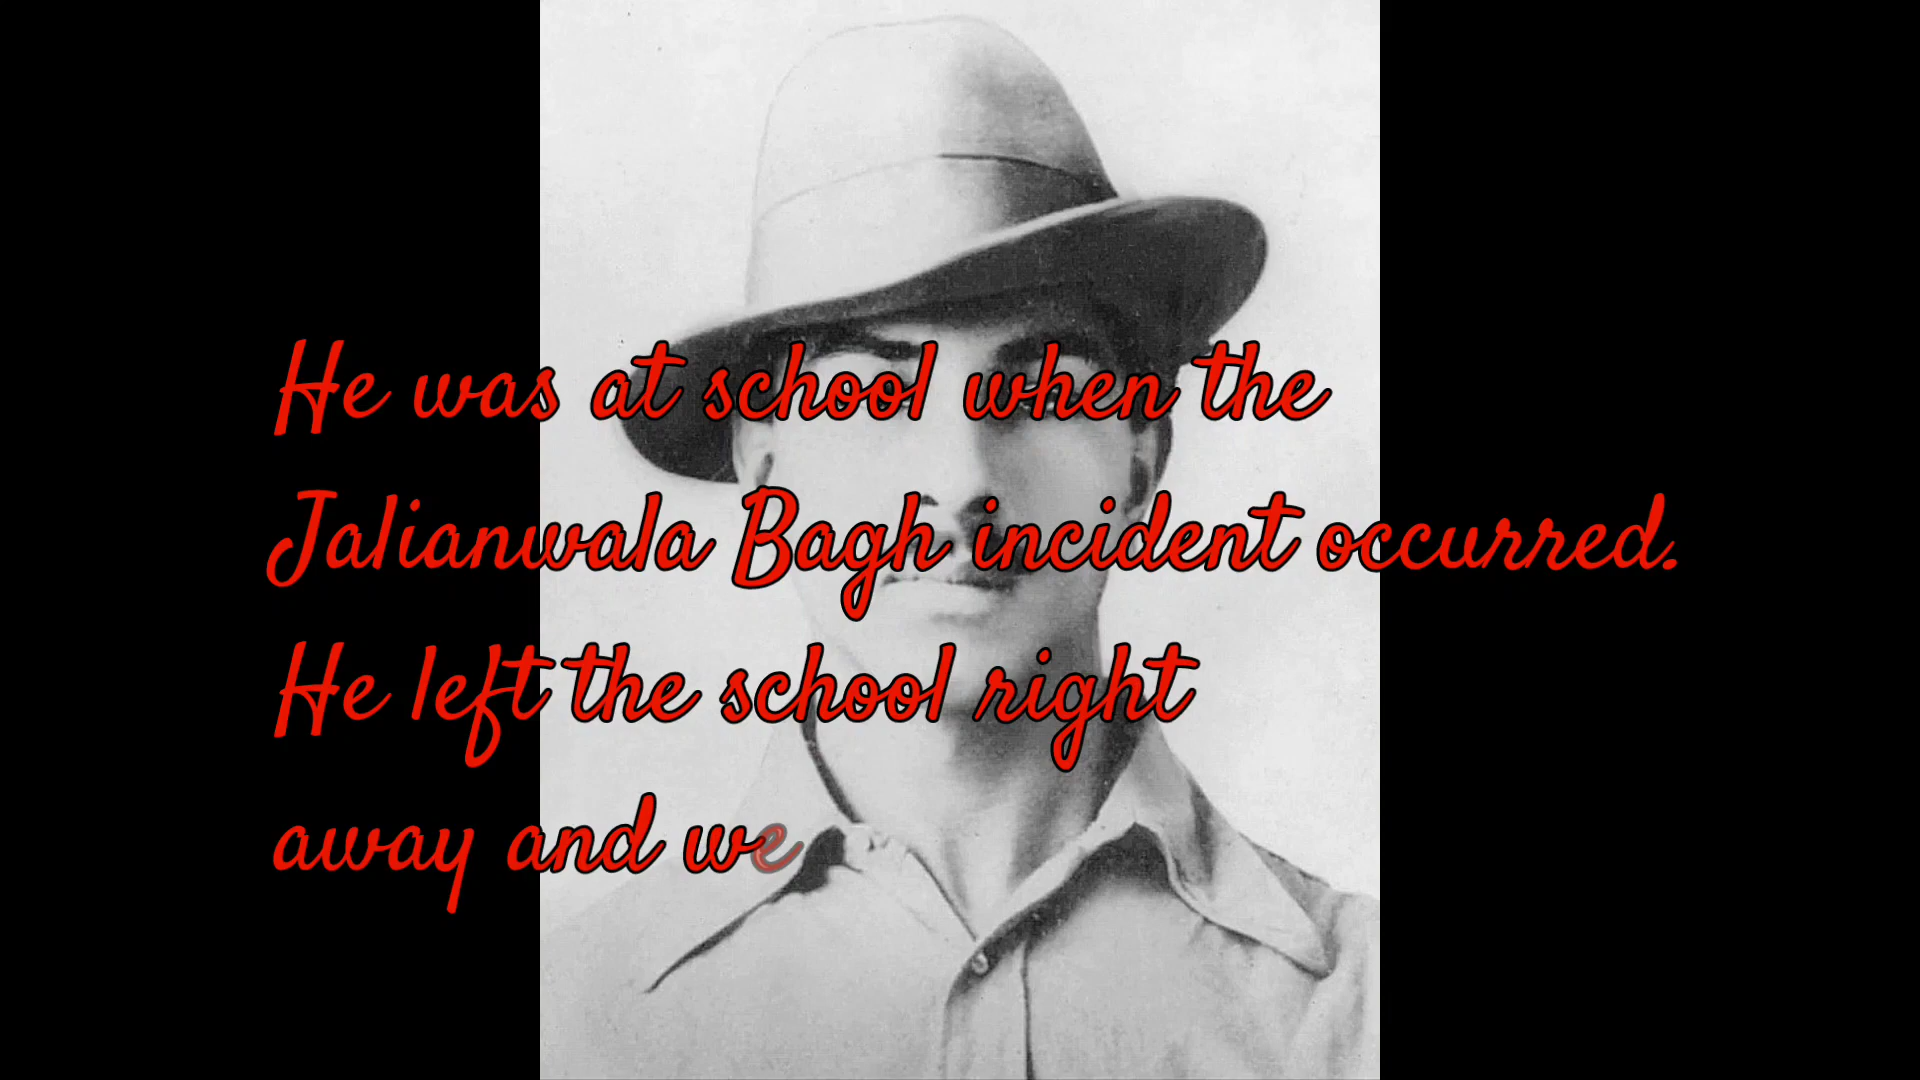 He was at school when the
Jalianwala Bagh incident occurred.
He left the school right
away and we